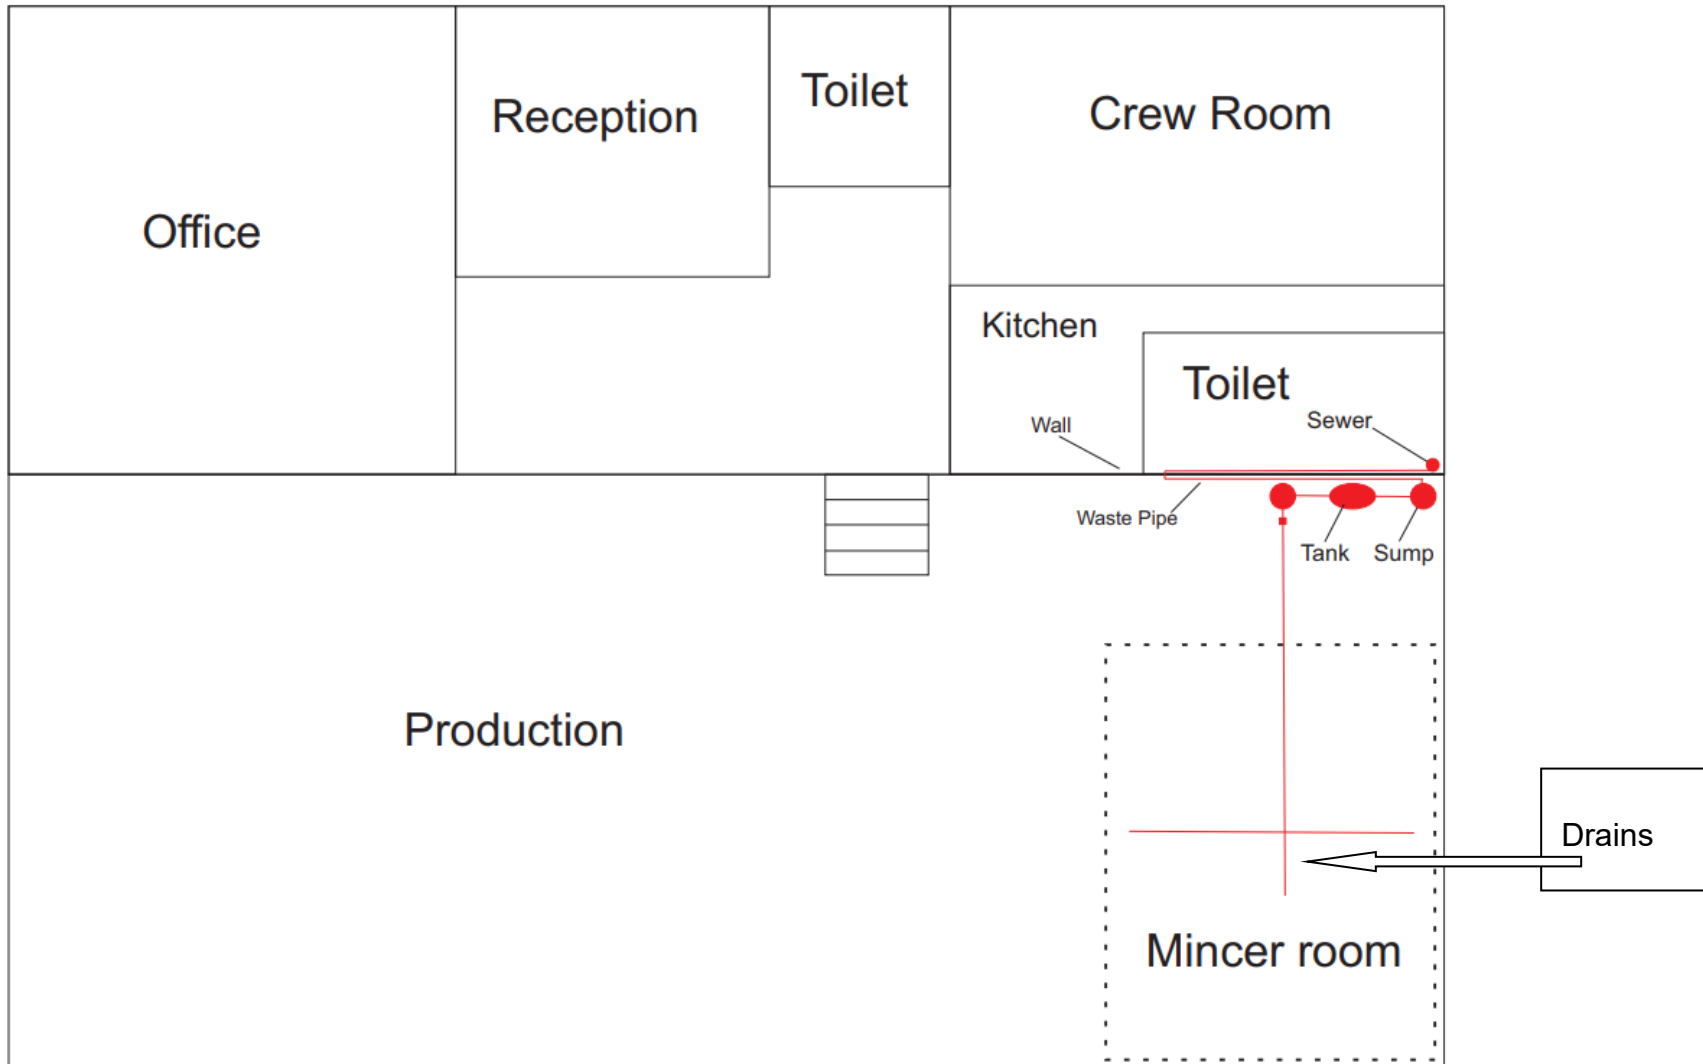 Office
Reception
Toilet
Crew Room
Kitchen
Toilet
Wall
Sewer
Waste Pipe
Tank
Sump
Production
Drains
Mincer room